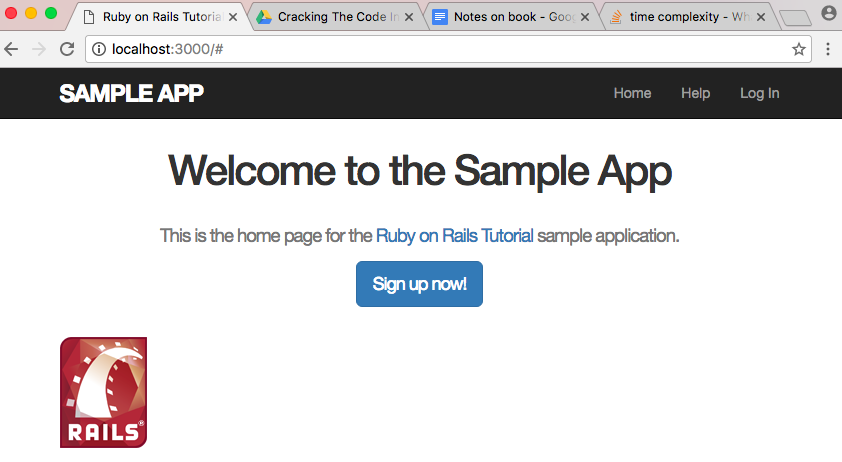 Ruby on Rails Tutorial
Cracking The Code In
Notes on book - Goog
time complexity - Wh
localhost:3000/#
SAMPLE APP
Home
Help
Log In
Welcome to the Sample App
This is the home page for the Ruby on Rails Tutorial sample application.
Sign up now!
RAILS®